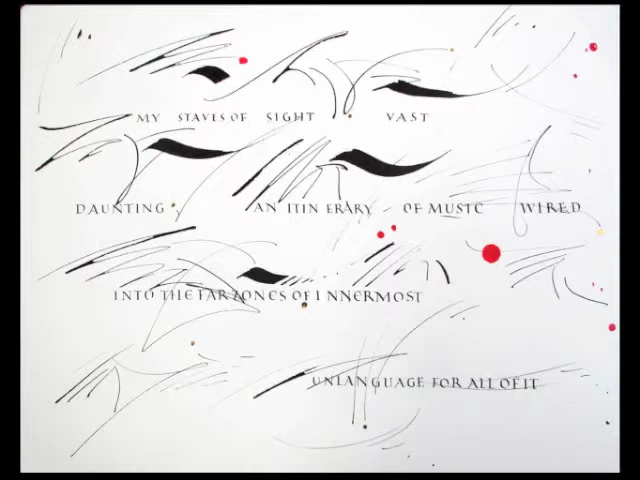 MY STAVES OF SIGHT VAST
DAUNTING AN ITINERARY OF MUSIC WIRED
INTO THE FAR ZONES OF INNERMOST
UNLANGUAGE FOR ALL OF IT